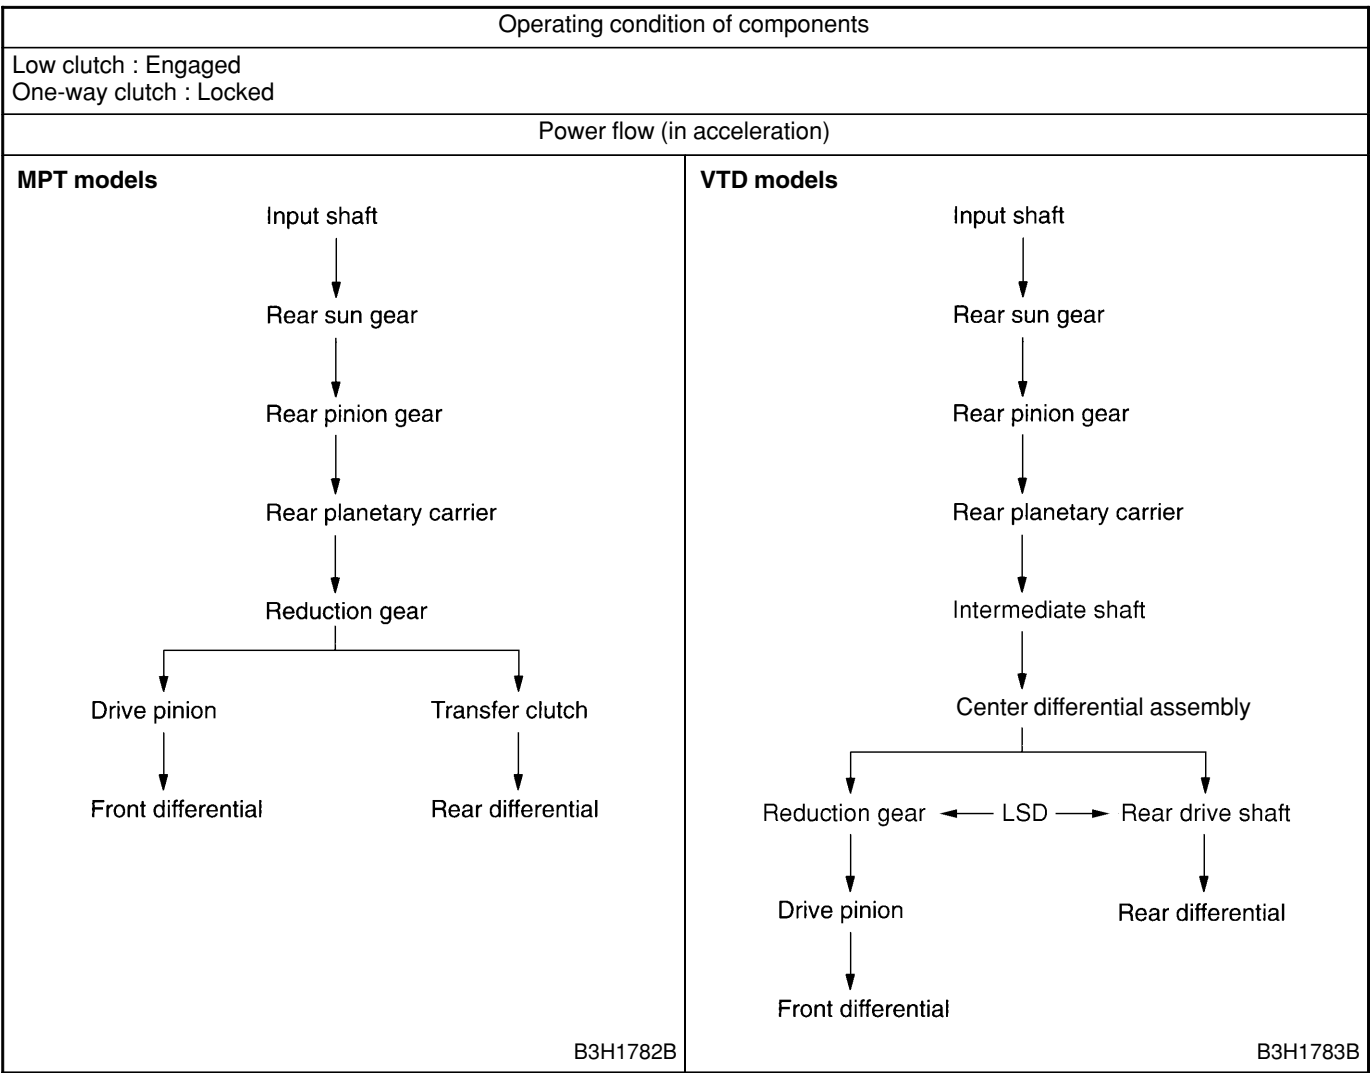 Operating condition of components
Low clutch : Engaged
One-way clutch : Locked
Power flow (in acceleration)
MPT models
Input shaft
Rear sun gear
Rear pinion gear
Rear planetary carrier
Reduction gear
Drive pinion
Transfer clutch
Front differential
Rear differential
B3H1782B
VTD models
Input shaft
Rear sun gear
Rear pinion gear
Rear planetary carrier
Intermediate shaft
Center differential assembly
Reduction gear
LSD
Rear drive shaft
Drive pinion
Rear differential
Front differential
B3H1783B